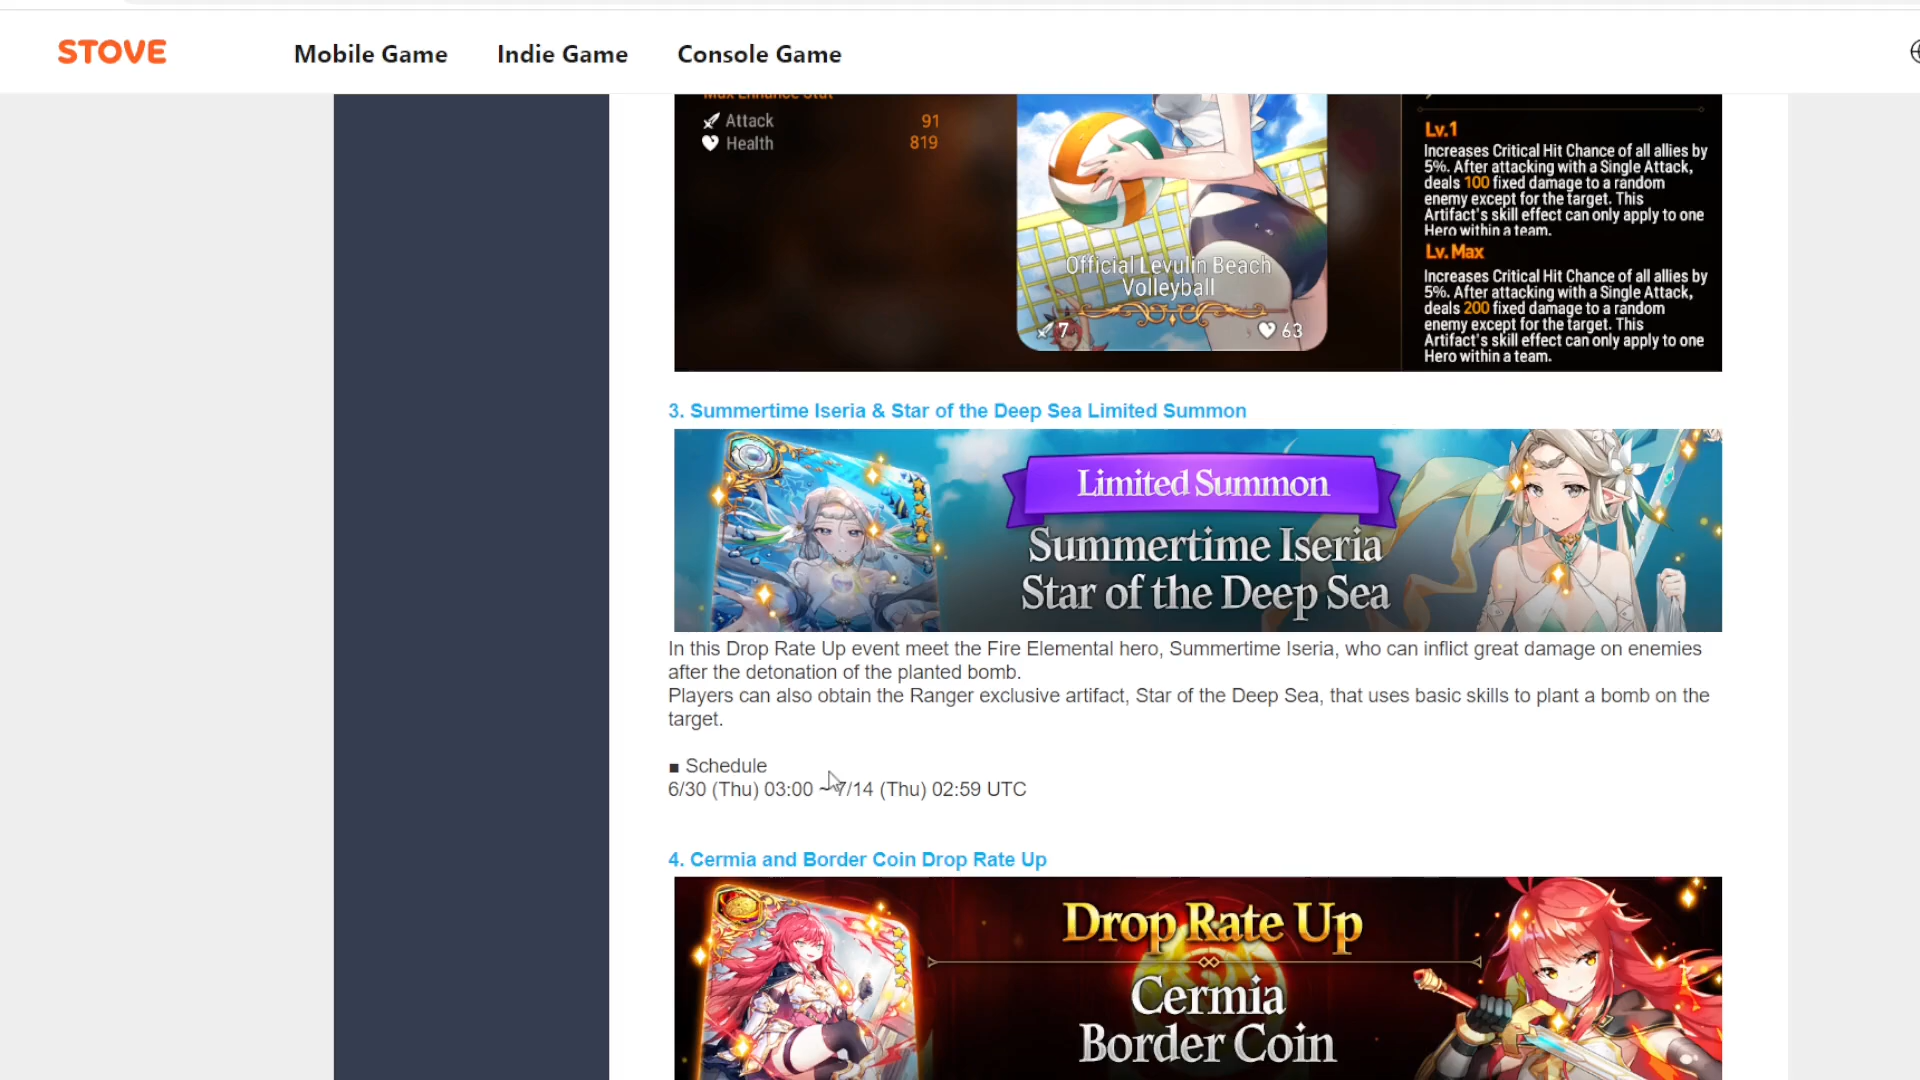 STOVE
Mobile Game
Indie Game
Console Game
Max Enhance Stat
Attack 91
Health 819
Official Levulin Beach
Volleyball
7
63
Lv.1
Increases Critical Hit Chance of all allies by
5%. After attacking with a Single Attack,
deals 100 fixed damage to a random
enemy except for the target. This
Artifact's skill effect can only apply to one
Hero within a team.
Lv. Max
Increases Critical Hit Chance of all allies by
5%. After attacking with a Single Attack,
deals 200 fixed damage to a random
enemy except for the target. This
Artifact's skill effect can only apply to one
Hero within a team.
3. Summertime Iseria & Star of the Deep Sea Limited Summon
Limited Summon
Summertime Iseria
Star of the Deep Sea
In this Drop Rate Up event meet the Fire Elemental hero, Summertime Iseria, who can inflict great damage on enemies
after the detonation of the planted bomb.
Players can also obtain the Ranger exclusive artifact, Star of the Deep Sea, that uses basic skills to plant a bomb on the
target.
■ Schedule
6/30 (Thu) 03:00 ~ 7/14 (Thu) 02:59 UTC
4. Cermia and Border Coin Drop Rate Up
Drop Rate Up
Cermia
Border Coin